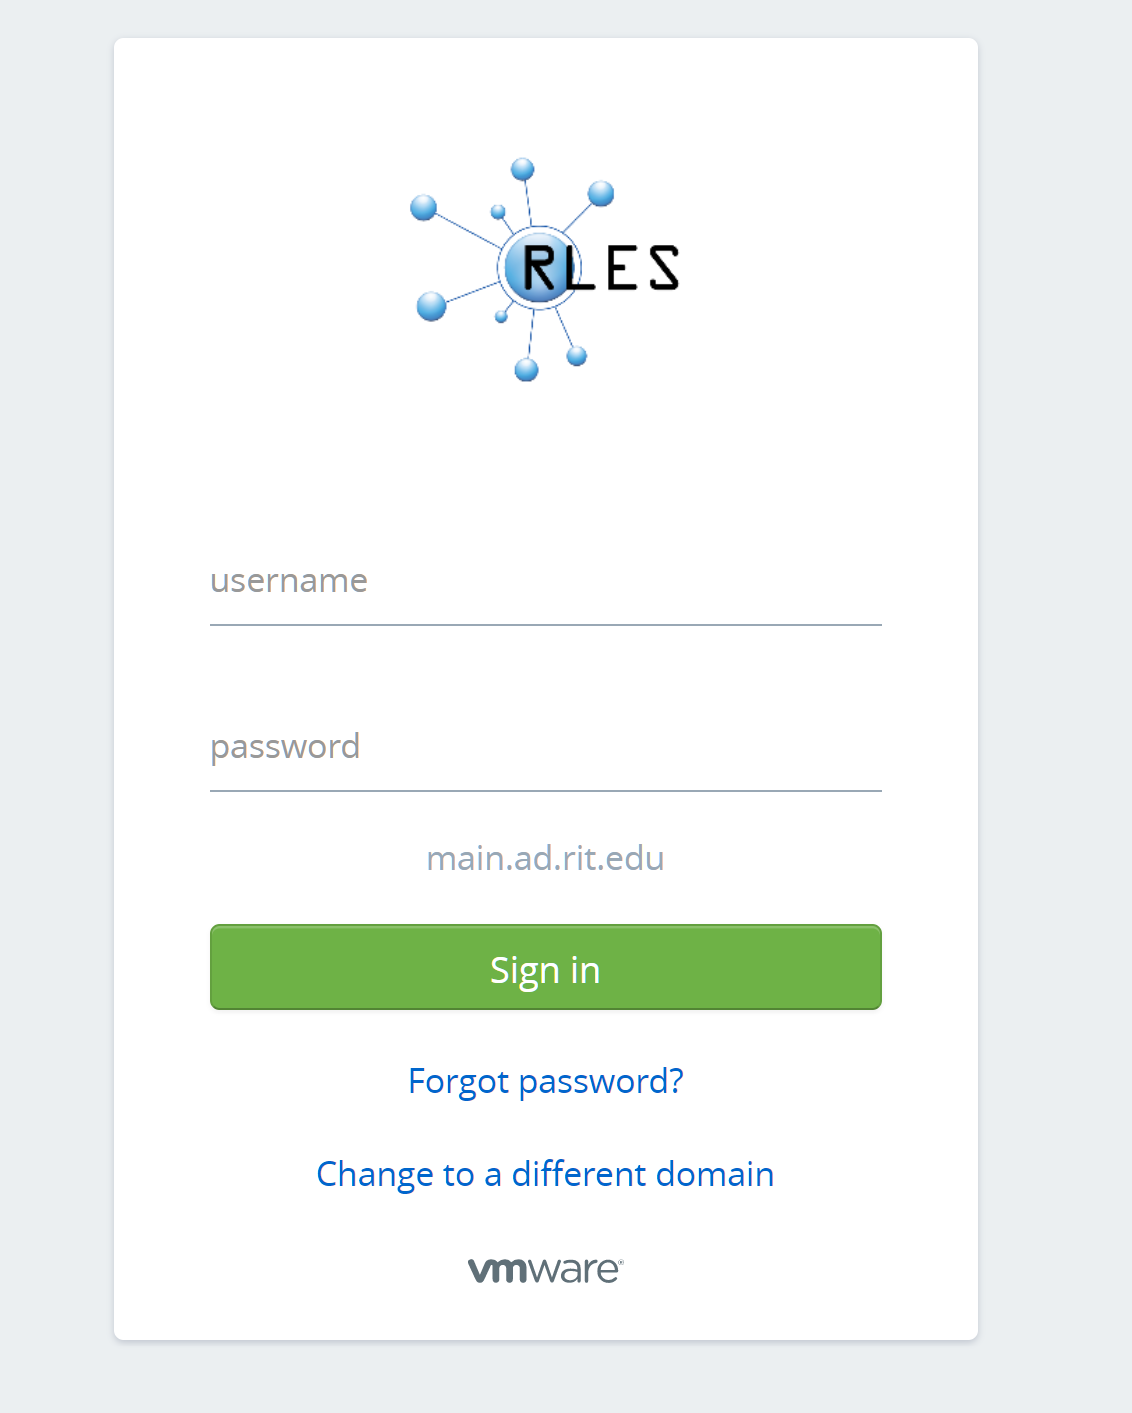 RLES
username
password
main.ad.rit.edu
Sign in
Forgot password?
Change to a different domain
vmware®